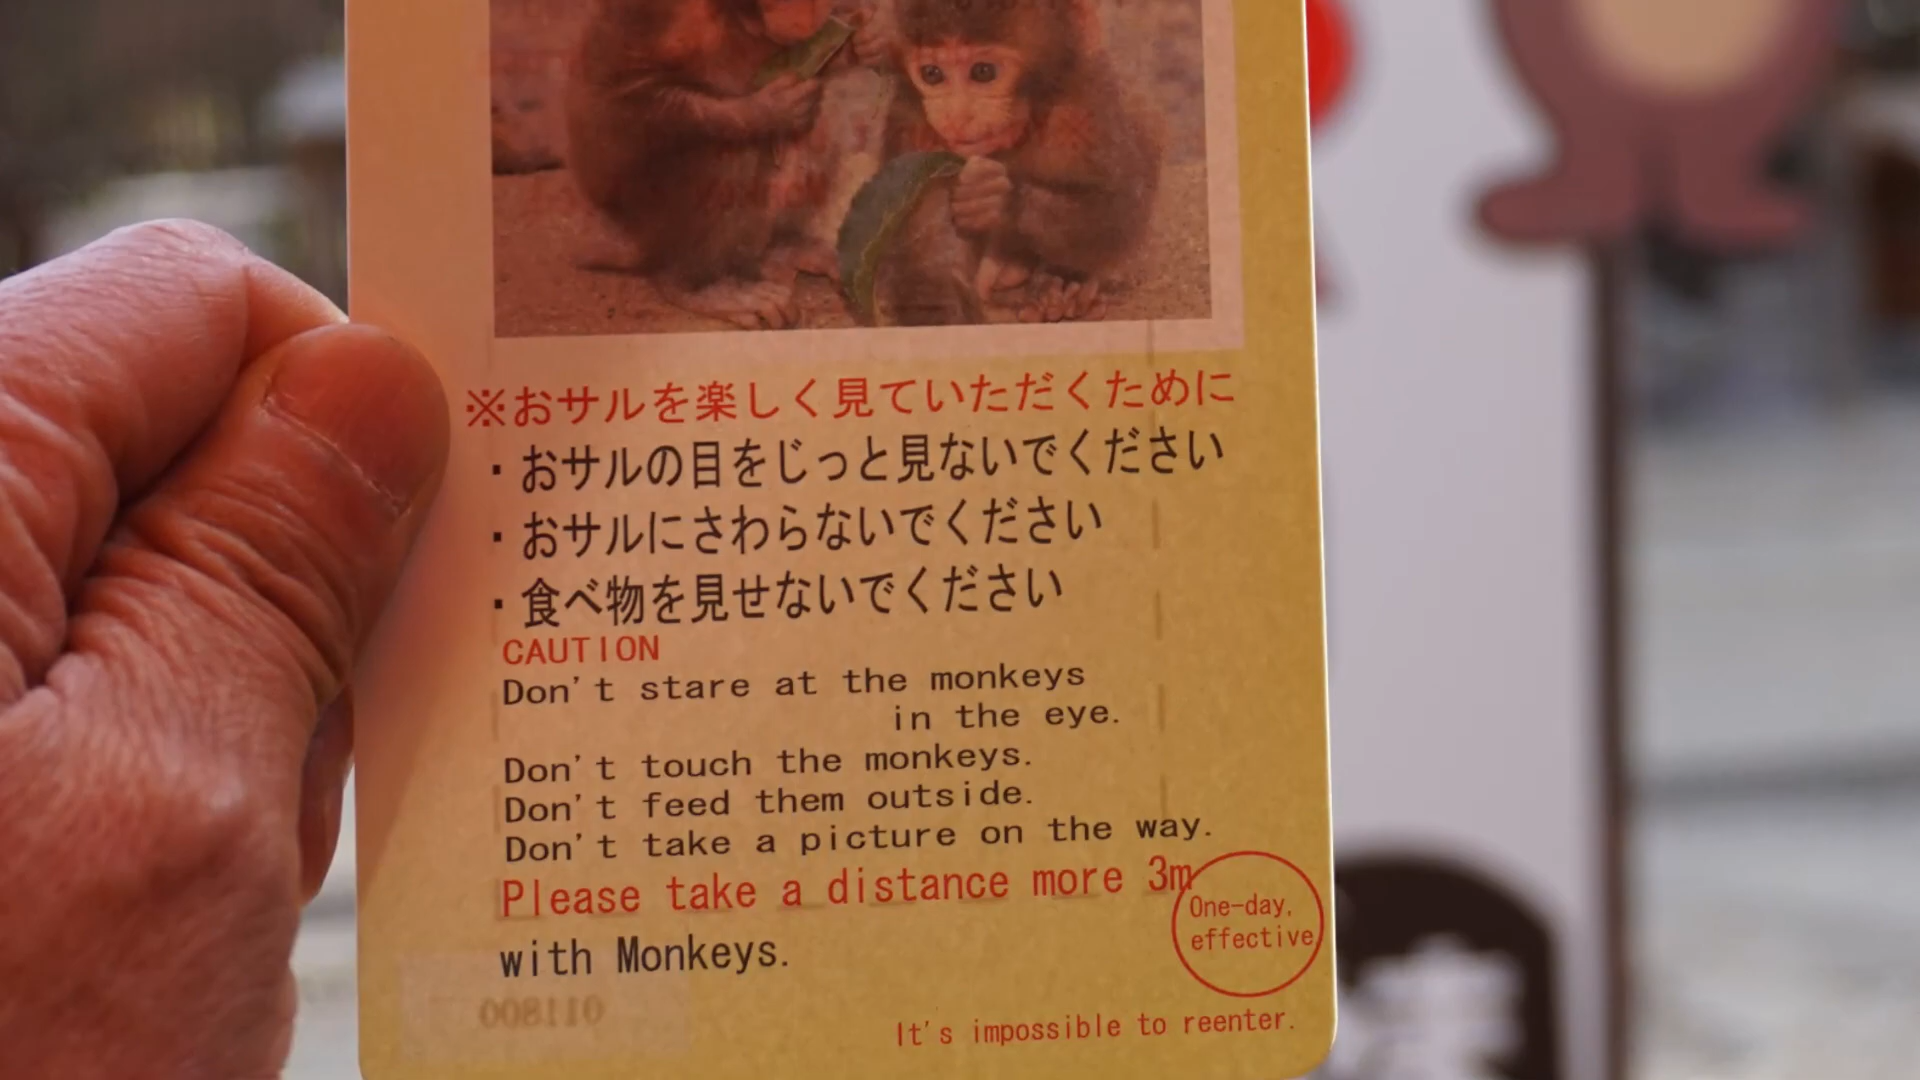 ※おサルを楽しく見ていただくために
・おサルの目をじっと見ないでください
・おサルにさわらないでください
・食べ物を見せないでください
CAUTION
Don't stare at the monkeys
in the eye.
Don't touch the monkeys.
Don't feed them outside.
Don't take a picture on the way.
Please take a distance more 3m
with Monkeys.
One-day,
effective
It's impossible to reenter.